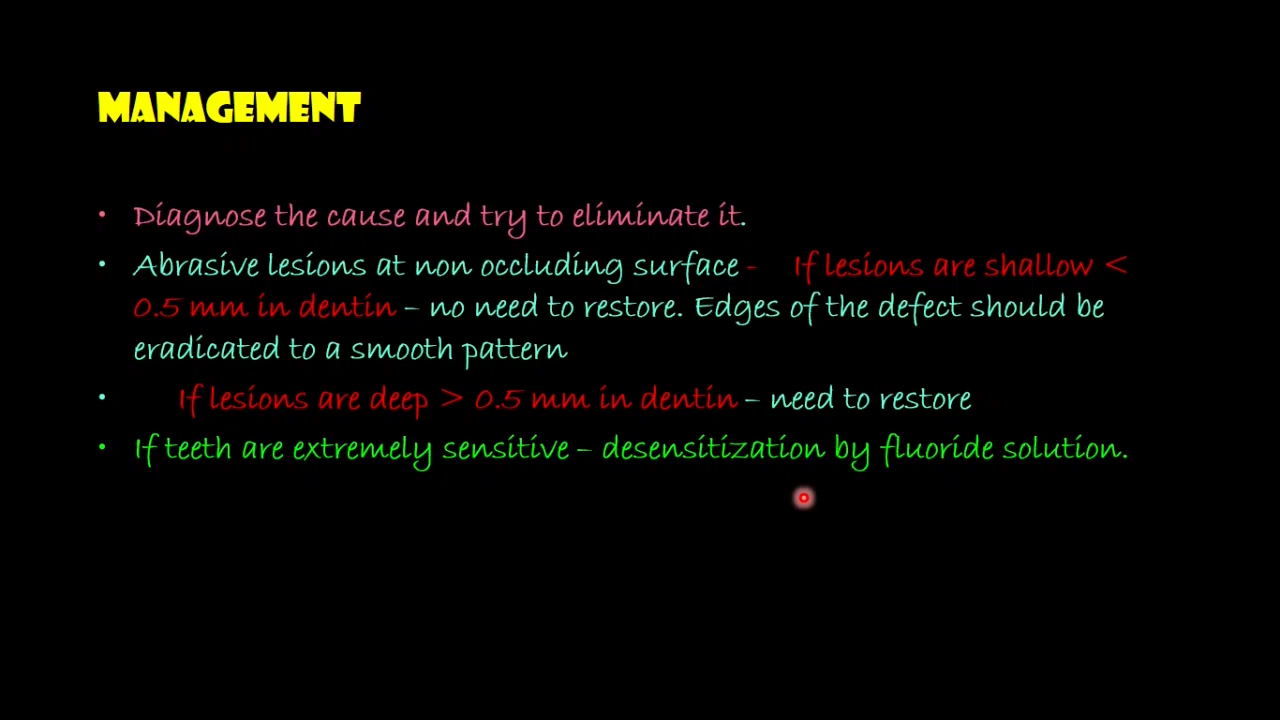 MANAGEMENT
• Diagnose the cause and try to eliminate it.
• Abrasive lesions at non occluding surface - If lesions are shallow <
0.5 mm in dentin – no need to restore. Edges of the defect should be
eradicated to a smooth pattern
• If lesions are deep > 0.5 mm in dentin – need to restore
• If teeth are extremely sensitive – desensitization by fluoride solution.